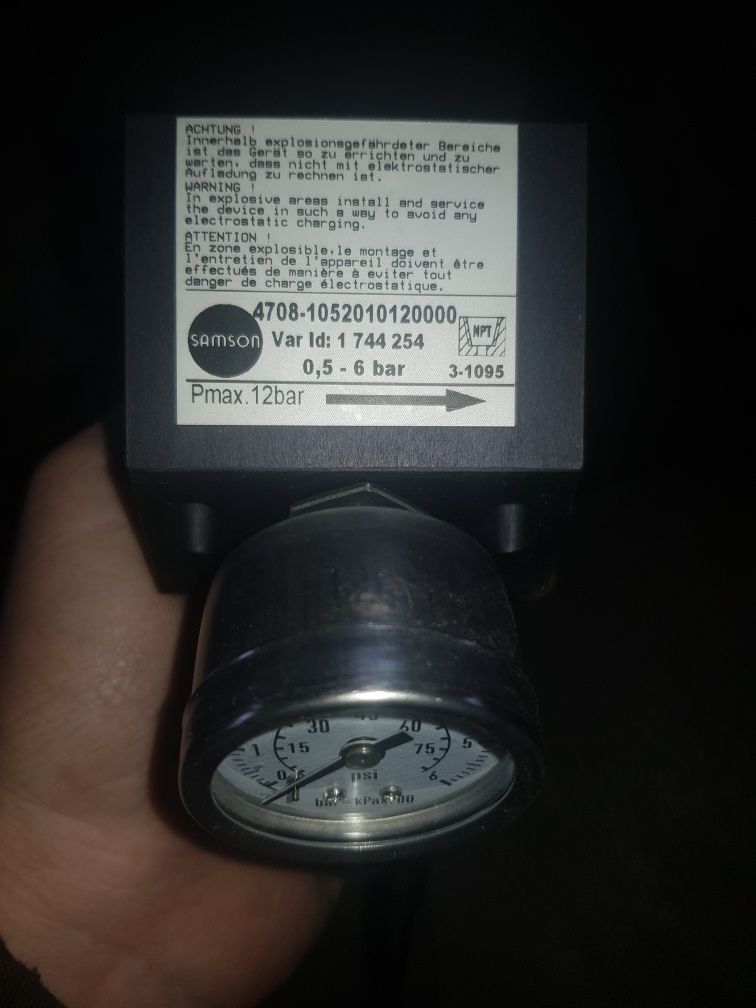 ACHTUNG !
Innerhalb explosionsgefährdeter Bereiche
ist das Gerät so zu errichten und zu
warten, dass nicht mit elektrostatischer
Aufladung zu rechnen ist.
WARNING !
In explosive areas install and service
the device in such a way to avoid any
electrostatic charging.
ATTENTION !
En zone explosible,le montage et
l'entretien de l'appareil doivent être
effectués de manière à eviter tout
danger de charge électrostatique.
4708-1052010120000
SAMSON
Var Id: 1 744 254
NPT
0,5 - 6 bar
3-1095
Pmax.12bar
30 60
1 15 75 5
0 psi 6
bar=kPax100